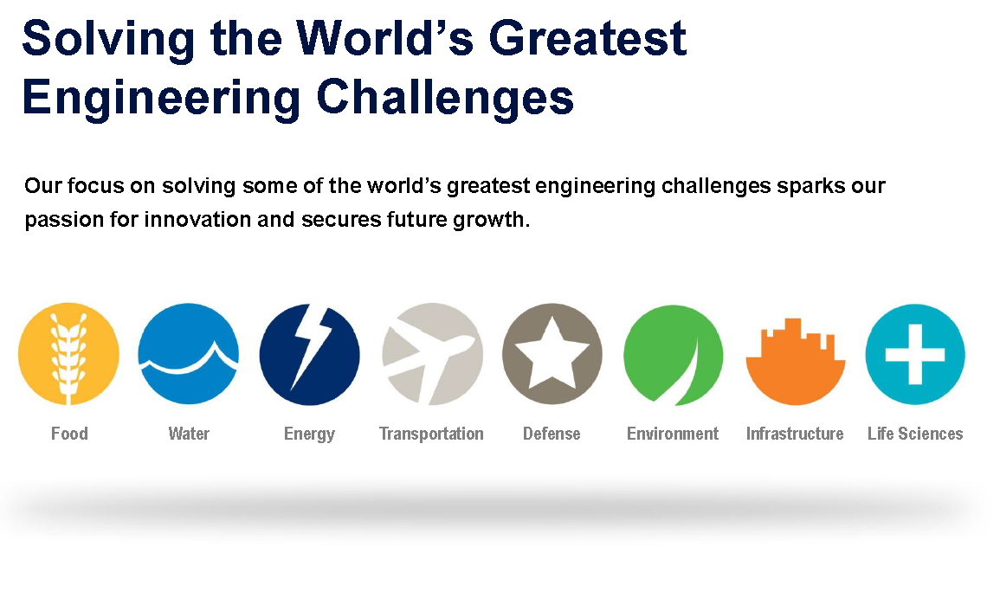 Solving the World’s Greatest
Engineering Challenges
Our focus on solving some of the world’s greatest engineering challenges sparks our
passion for innovation and secures future growth.
Food Water Energy Transportation Defense Environment Infrastructure Life Sciences